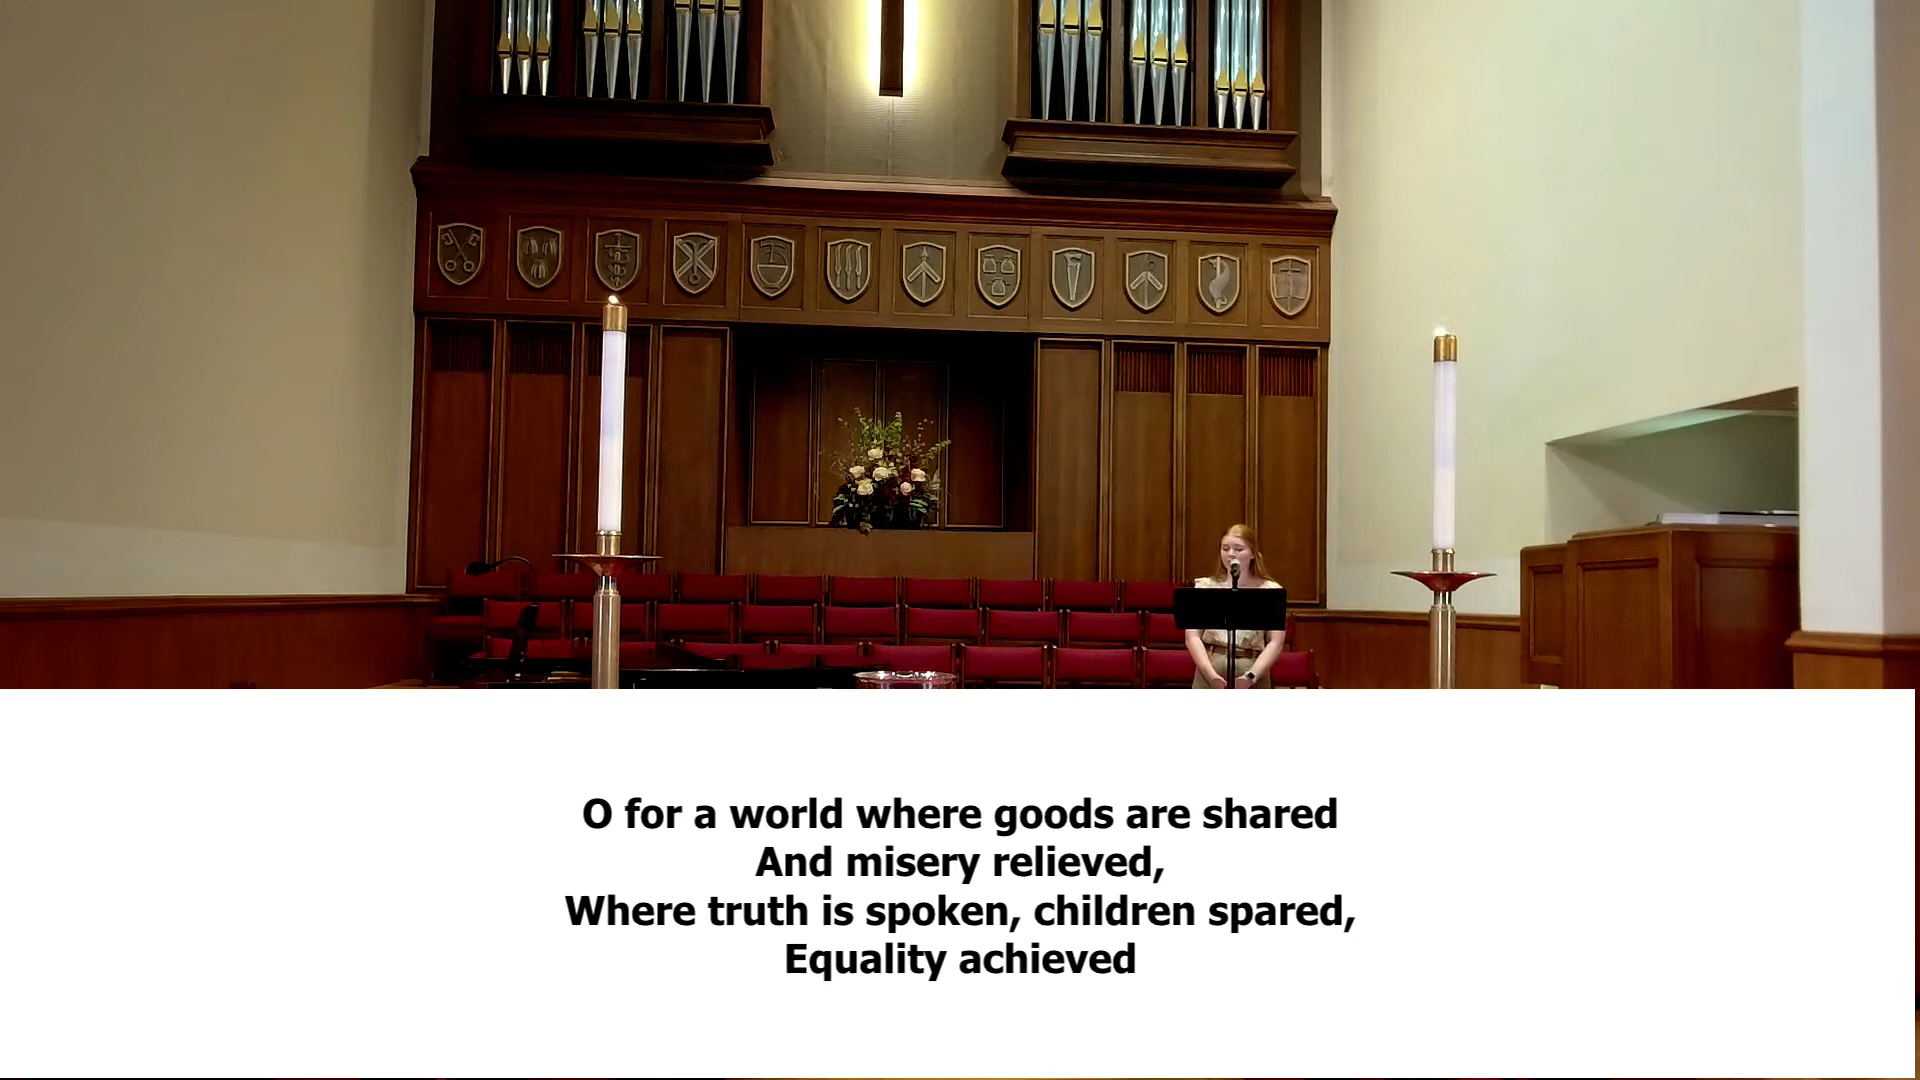 O for a world where goods are shared
And misery relieved,
Where truth is spoken, children spared,
Equality achieved